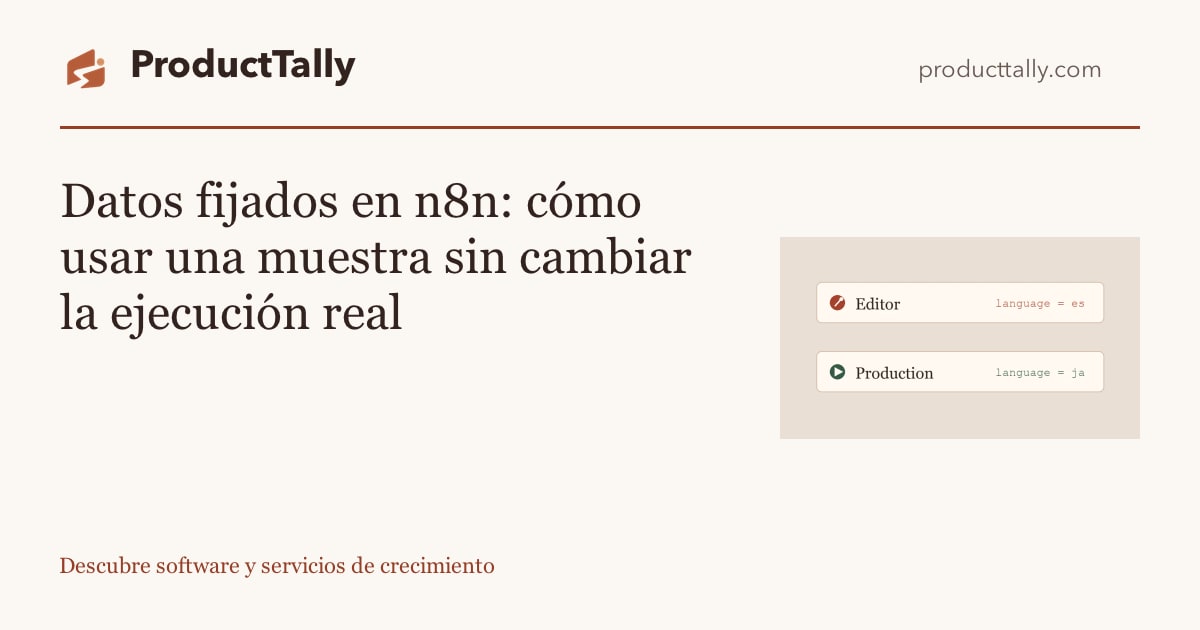 ProductTally
producttally.com
Datos fijados en n8n: cómo
usar una muestra sin cambiar
la ejecución real
Editor language = es
Production language = ja
Descubre software y servicios de crecimiento